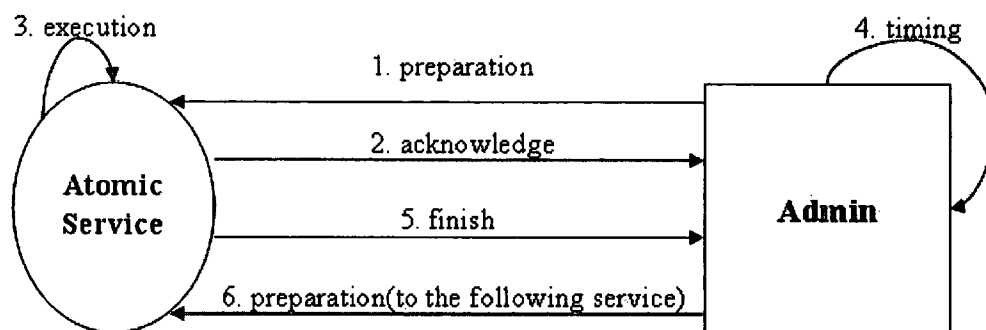 3. execution
4. timing
1. preparation
2. acknowledge
Atomic
Service
Admin
5. finish
6. preparation(to the following service)